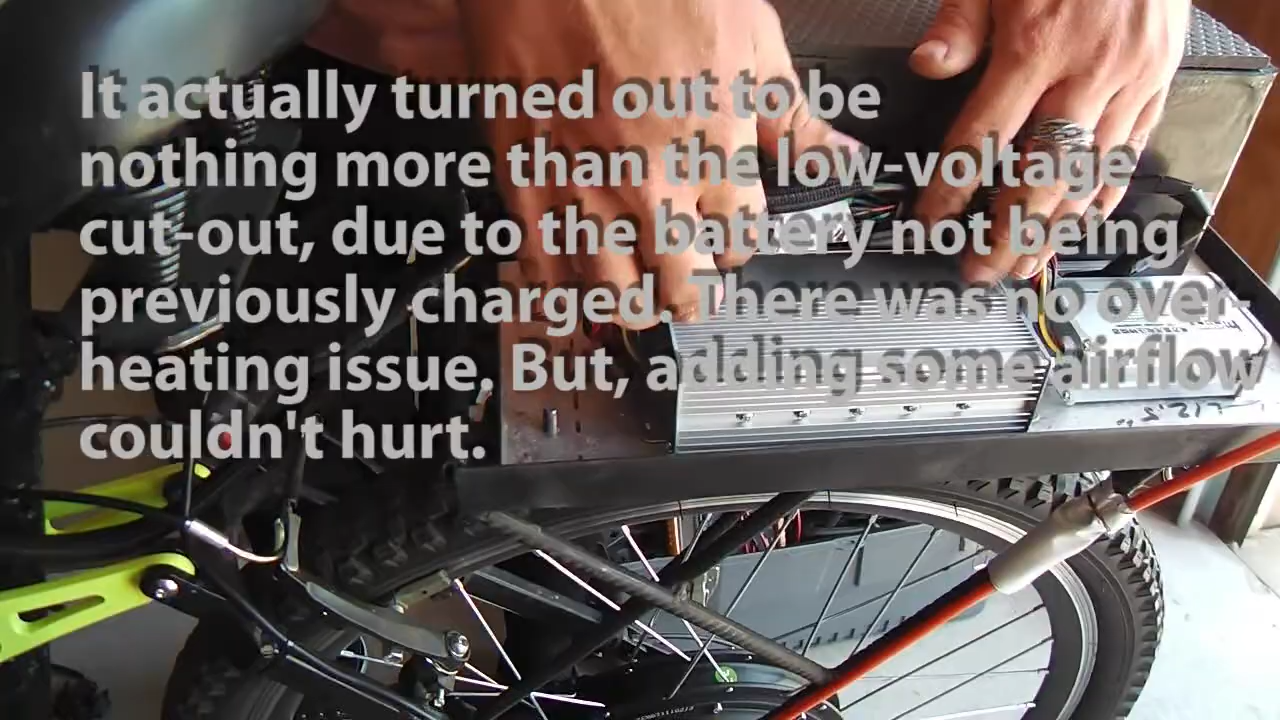 It actually turned out to be
nothing more than the low-voltage
cut-out, due to the battery not being
previously charged. There was no over-
heating issue. But, adding some airflow
couldn't hurt.